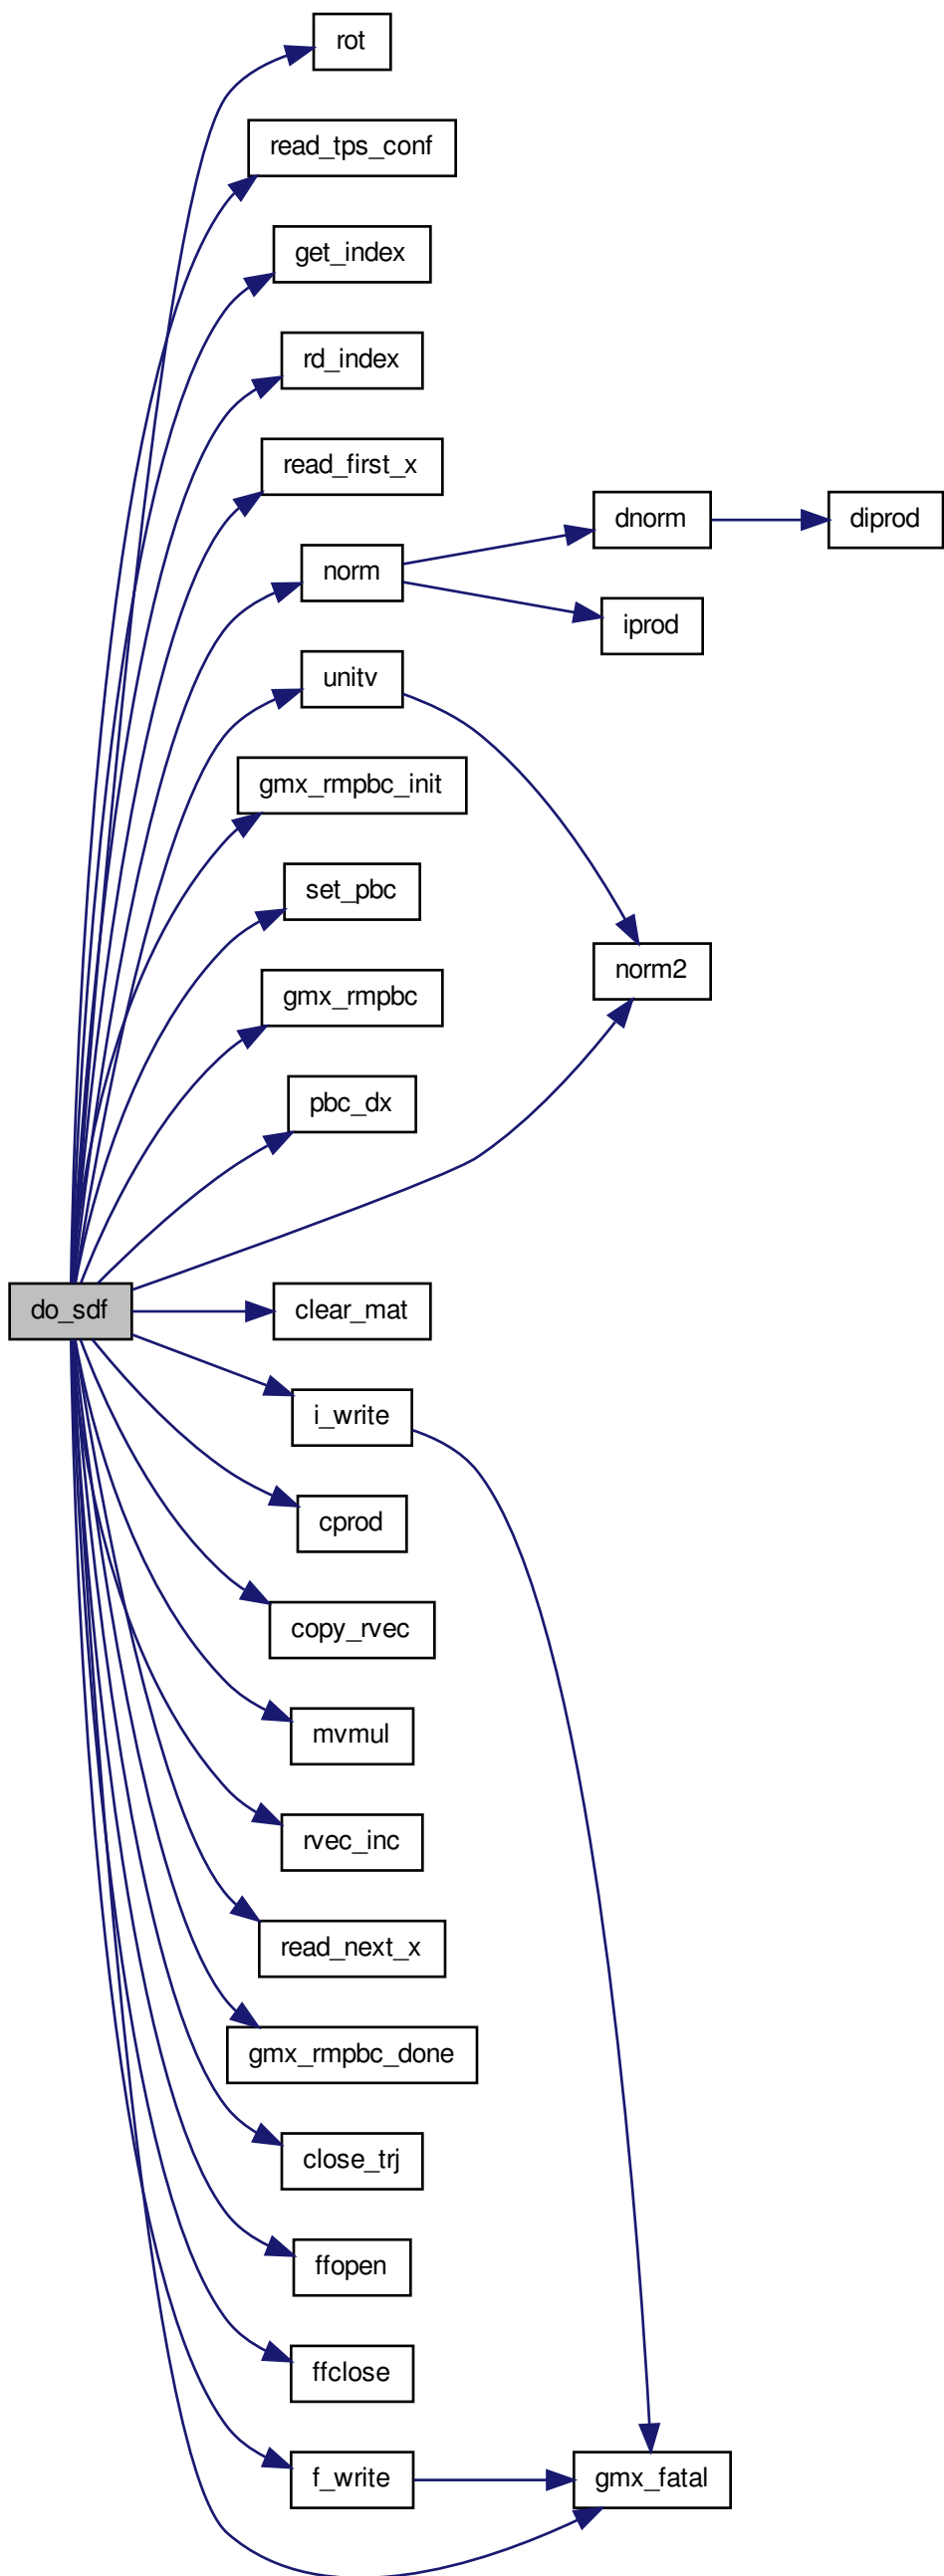 rot
read_tps_conf
get_index
rd_index
read_first_x
dnorm
diprod
norm
iprod
unitv
gmx_rmpbc_init
set_pbc
norm2
gmx_rmpbc
pbc_dx
do_sdf
clear_mat
i_write
cprod
copy_rvec
mvmul
rvec_inc
read_next_x
gmx_rmpbc_done
close_trj
ffopen
ffclose
f_write
gmx_fatal